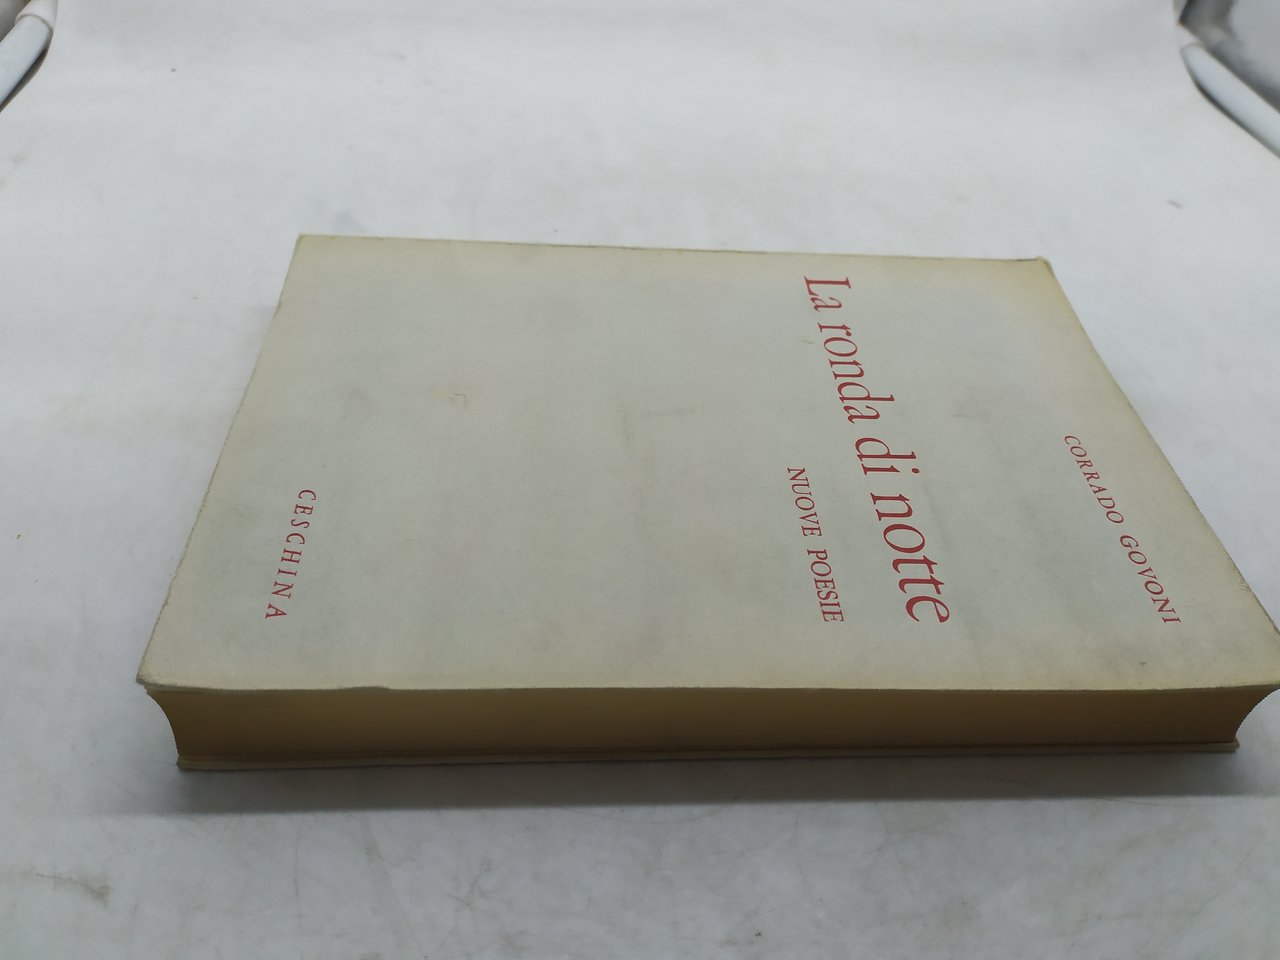 CORRADO GOVONI
La ronda di notte
NUOVE POESIE
CESCHINA